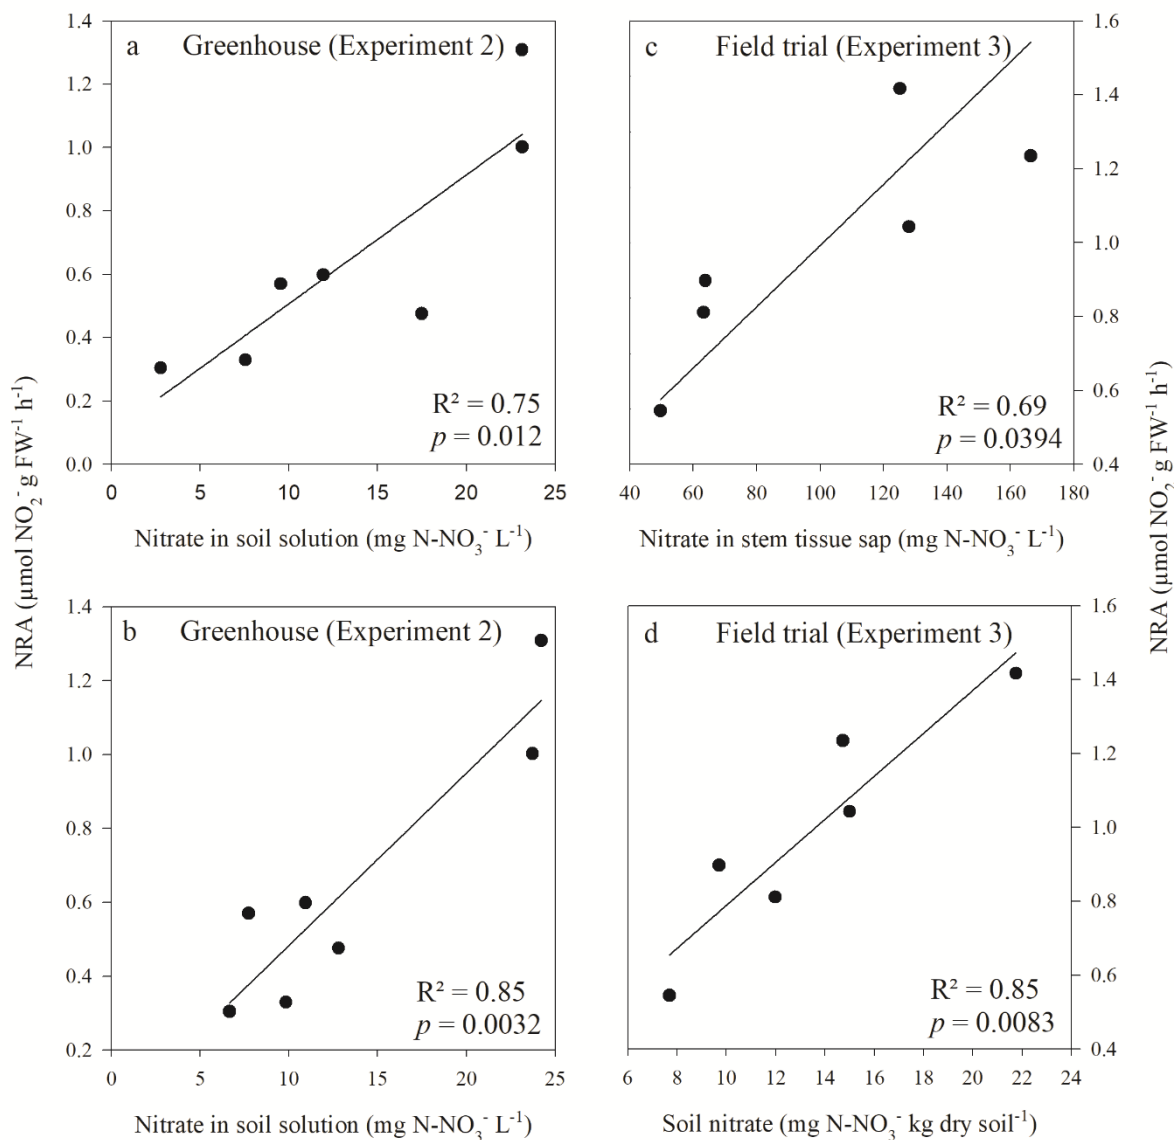 NRA (µmol NO₂⁻ g FW⁻¹ h⁻¹)
a Greenhouse (Experiment 2)
1.4
1.2
1.0
0.8
0.6
0.4
0.2
0.0
R² = 0.75
p = 0.012
0 5 10 15 20 25
Nitrate in soil solution (mg N-NO₃⁻ L⁻¹)
c Field trial (Experiment 3)
1.6
1.4
1.2
1.0
0.8
0.6
0.4
R² = 0.69
p = 0.0394
40 60 80 100 120 140 160 180
Nitrate in stem tissue sap (mg N-NO₃⁻ L⁻¹)
b Greenhouse (Experiment 2)
1.4
1.2
1.0
0.8
0.6
0.4
0.2
R² = 0.85
p = 0.0032
0 5 10 15 20 25
Nitrate in soil solution (mg N-NO₃⁻ L⁻¹)
d Field trial (Experiment 3)
1.6
1.4
1.2
1.0
0.8
0.6
0.4
R² = 0.85
p = 0.0083
6 8 10 12 14 16 18 20 22 24
Soil nitrate (mg N-NO₃⁻ kg dry soil⁻¹)
NRA (µmol NO₂⁻ g FW⁻¹ h⁻¹)